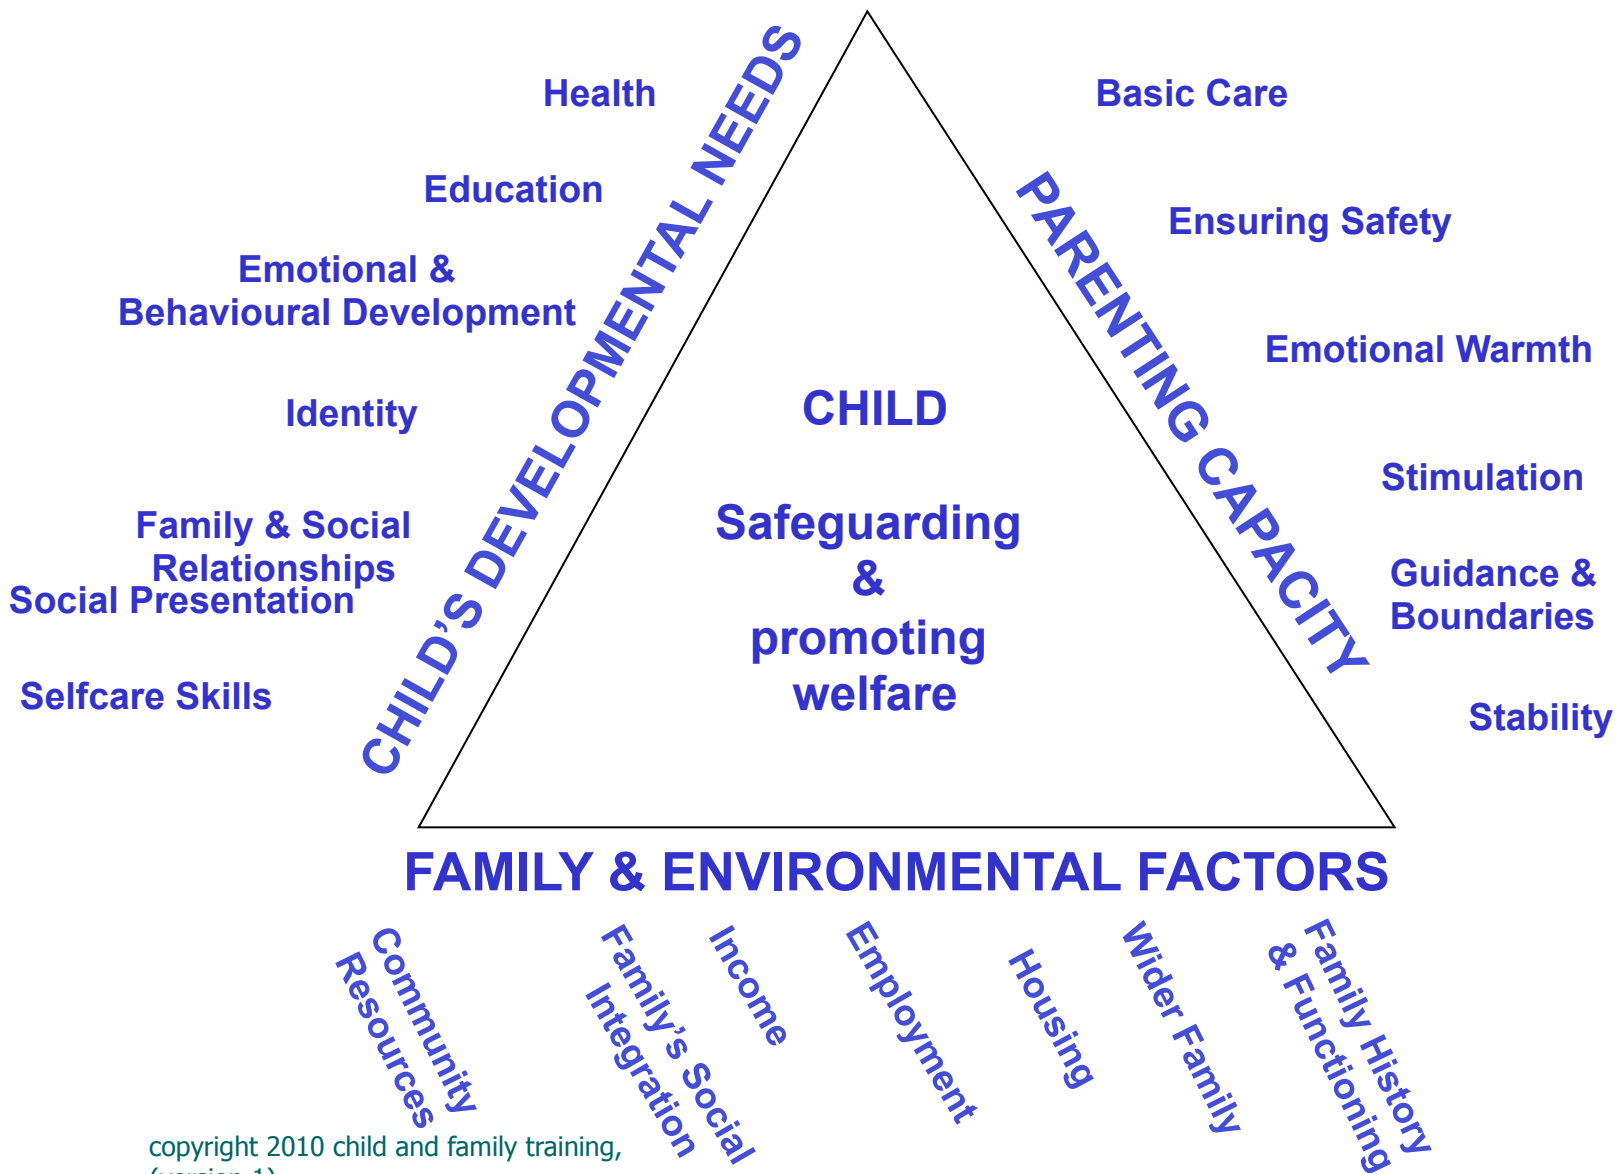 Health
Education
Emotional &
Behavioural Development
Identity
Family & Social
Relationships
Social Presentation
Selfcare Skills
CHILD'S DEVELOPMENTAL NEEDS
CHILD
Safeguarding
&
promoting
welfare
PARENTING CAPACITY
Basic Care
Ensuring Safety
Emotional Warmth
Stimulation
Guidance &
Boundaries
Stability
FAMILY & ENVIRONMENTAL FACTORS
Community
Resources
Family's Social
Integration
Income
Employment
Housing
Wider Family
Family History
& Functioning
copyright 2010 child and family training,
(version 1)